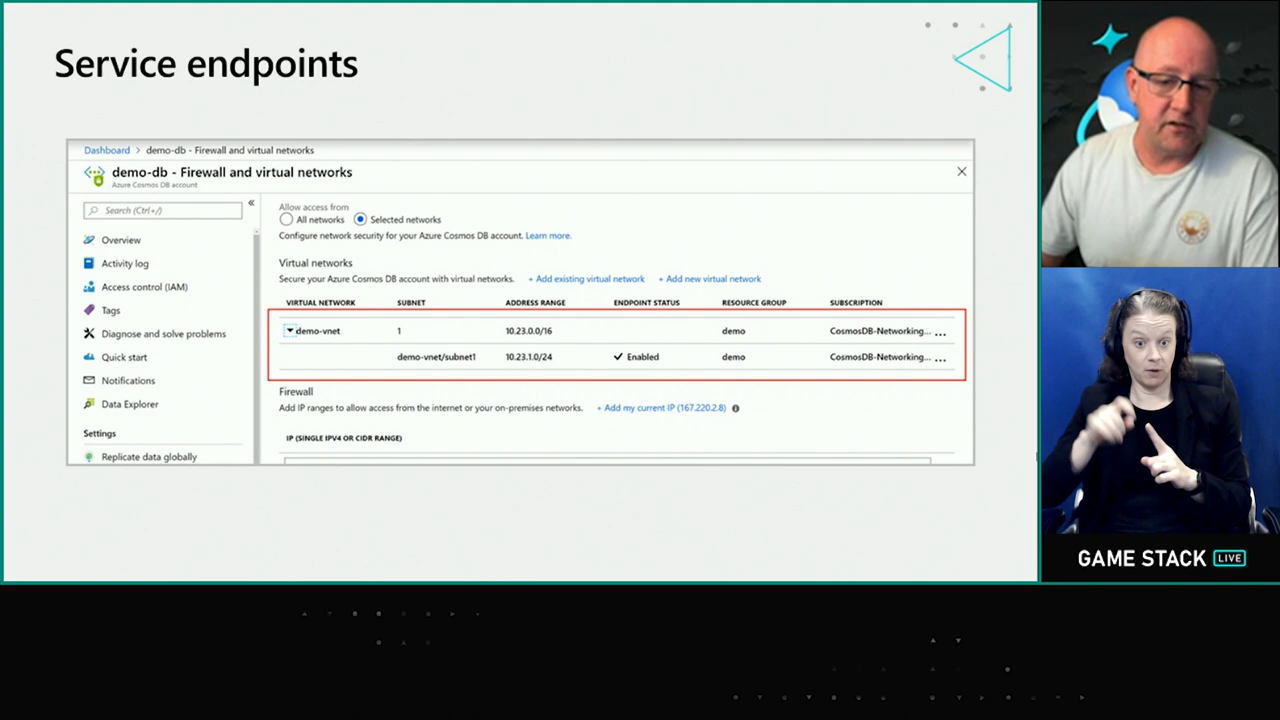 Service endpoints
Dashboard > demo-db - Firewall and virtual networks
demo-db - Firewall and virtual networks
Azure Cosmos DB account
Search (Ctrl+/)
Overview
Activity log
Access control (IAM)
Tags
Diagnose and solve problems
Quick start
Notifications
Data Explorer
Settings
Replicate data globally
Allow access from
All networks Selected networks
Configure network security for your Azure Cosmos DB account. Learn more.
Virtual networks
Secure your Azure Cosmos DB account with virtual networks. + Add existing virtual network + Add new virtual network
VIRTUAL NETWORK SUBNET ADDRESS RANGE ENDPOINT STATUS RESOURCE GROUP SUBSCRIPTION
demo-vnet 1 10.23.0.0/16 demo CosmosDB-Networking... ...
demo-vnet/subnet1 10.23.1.0/24 Enabled demo CosmosDB-Networking... ...
Firewall
Add IP ranges to allow access from the internet or your on-premises networks. + Add my current IP (167.220.2.8)
IP (SINGLE IPV4 OR CIDR RANGE)
GAME STACK LIVE